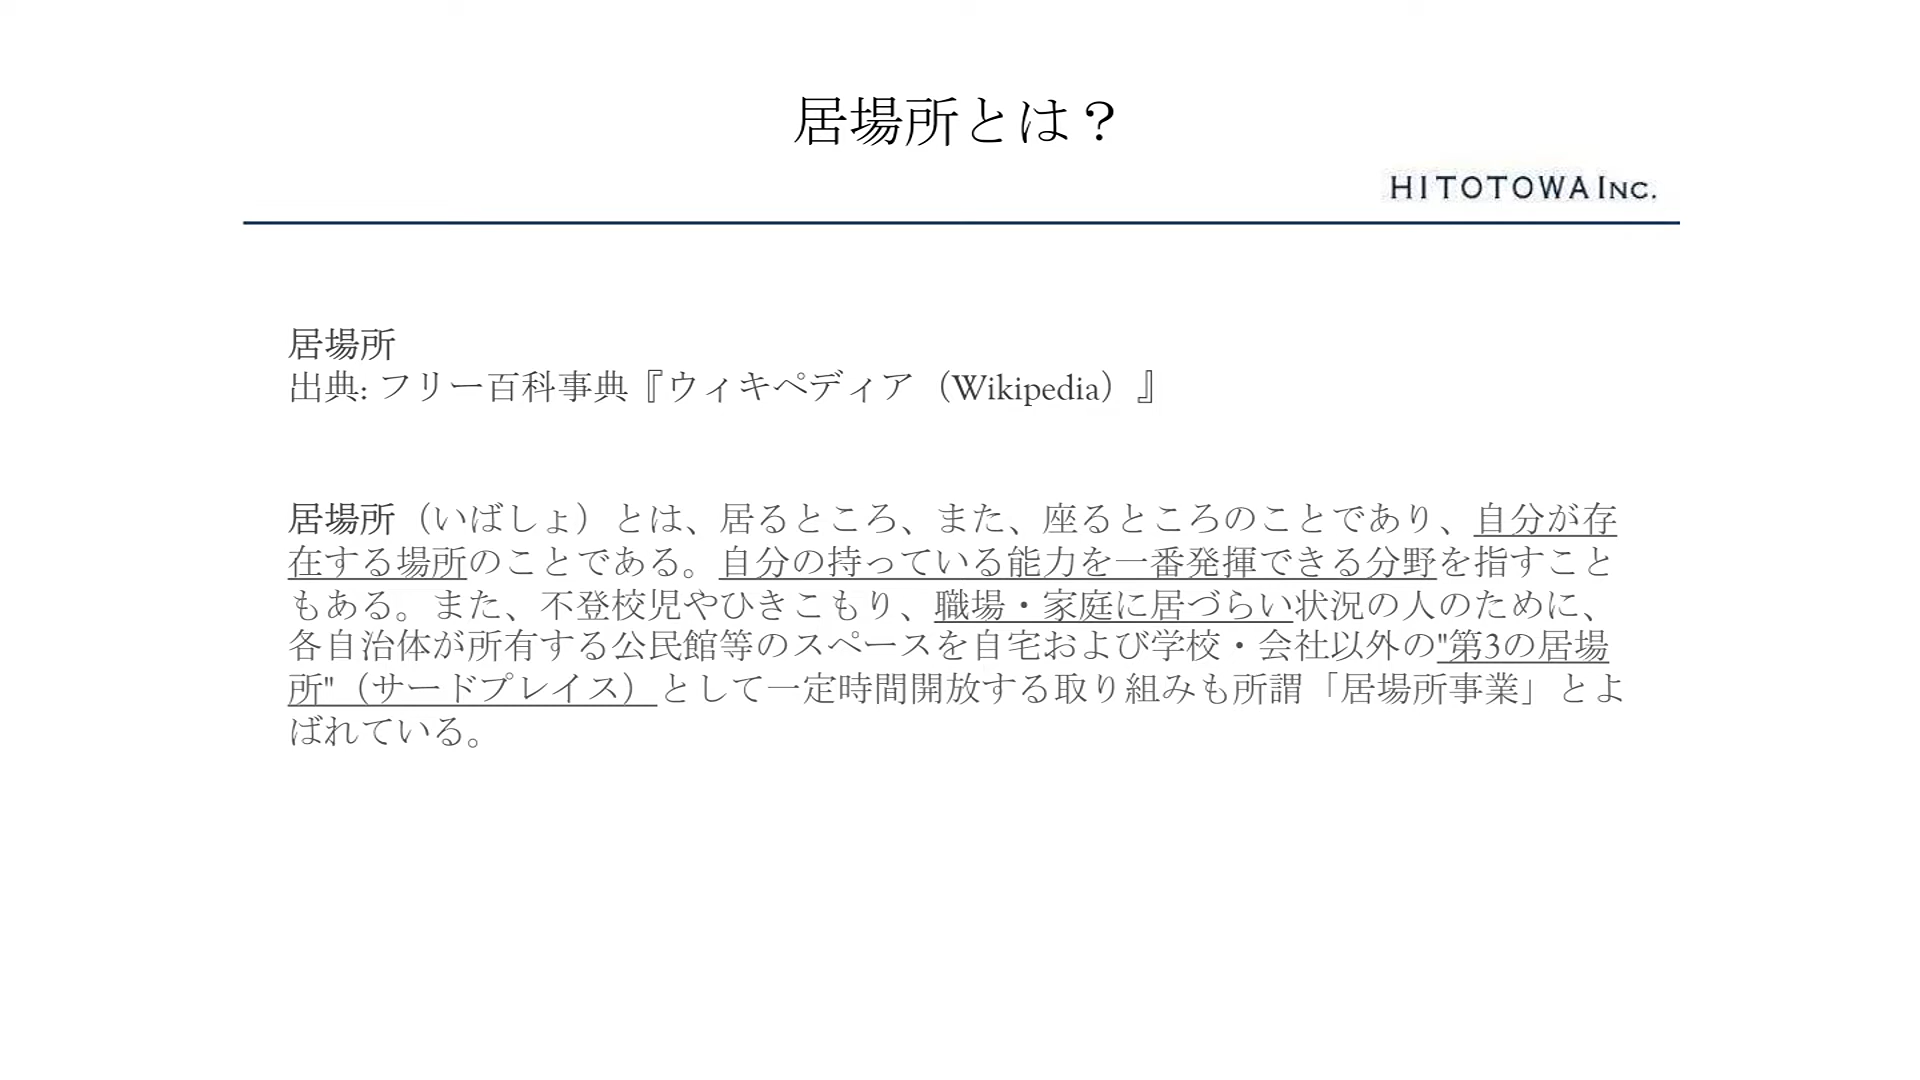 居場所とは？
HITOTOWA INC.
居場所
出典: フリー百科事典『ウィキペディア（Wikipedia）』
居場所（いばしょ）とは、居るところ、また、座るところのことであり、自分が存
在する場所のことである。自分の持っている能力を一番発揮できる分野を指すこと
もある。また、不登校児やひきこもり、職場・家庭に居づらい状況の人のために、
各自治体が所有する公民館等のスペースを自宅および学校・会社以外の"第3の居場
所"（サードプレイス）として一定時間開放する取り組みも所謂「居場所事業」とよ
ばれている。